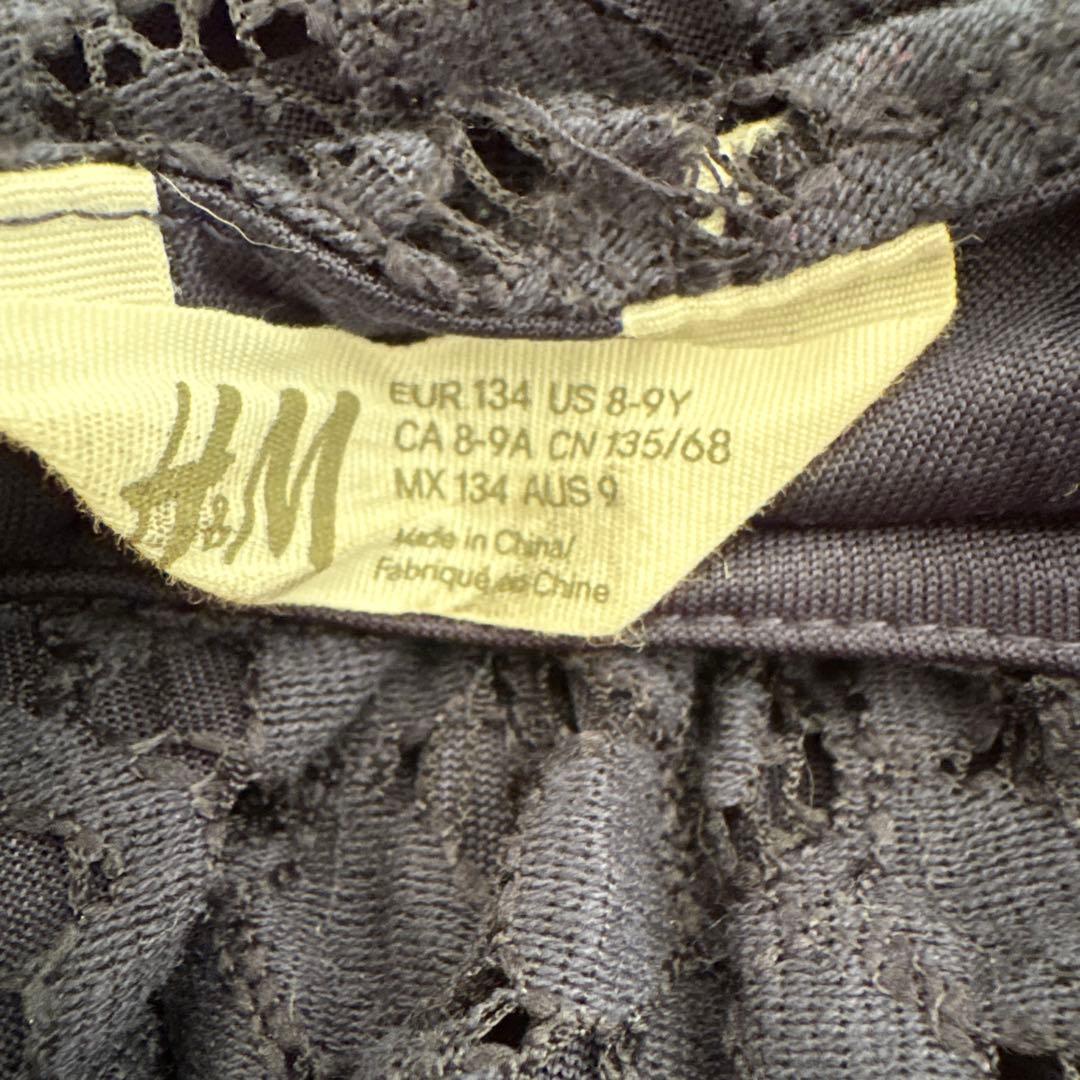 H&M
EUR.134 US 8-9Y
CA 8-9A CN 135/68
MX 134 AUS 9
Made in China/
Fabriqué en Chine